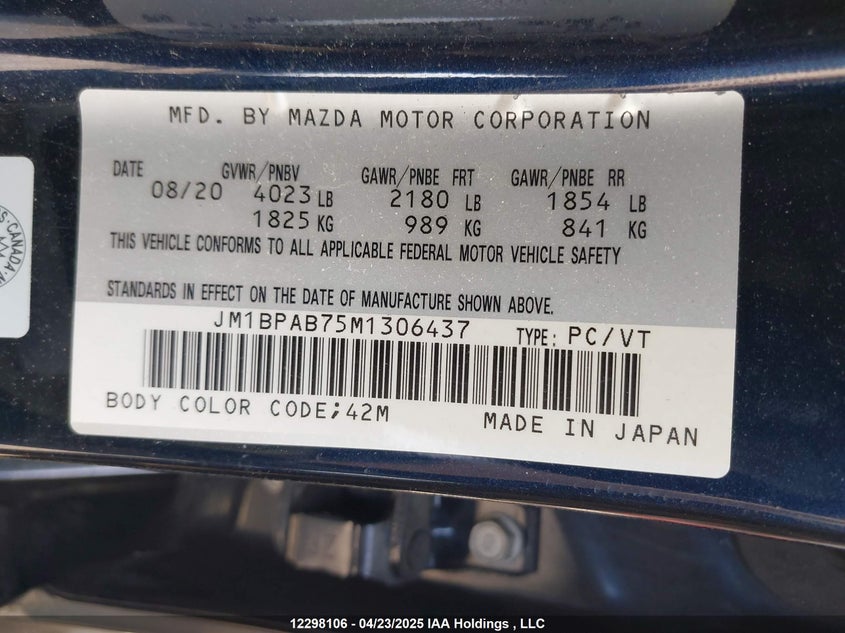 MFD. BY MAZDA MOTOR CORPORATION
DATE GVWR/PNBV GAWR/PNBE FRT GAWR/PNBE RR
08/20 4023 LB 2180 LB 1854 LB
1825 KG 989 KG 841 KG
THIS VEHICLE CONFORMS TO ALL APPLICABLE FEDERAL MOTOR VEHICLE SAFETY
STANDARDS IN EFFECT ON THE DATE OF MANUFACTURE SHOWN ABOVE.
JM1BPAB75M1306437 TYPE: PC/VT
BODY COLOR CODE;42M
MADE IN JAPAN
CANADA
12298106 - 04/23/2025 IAA Holdings , LLC